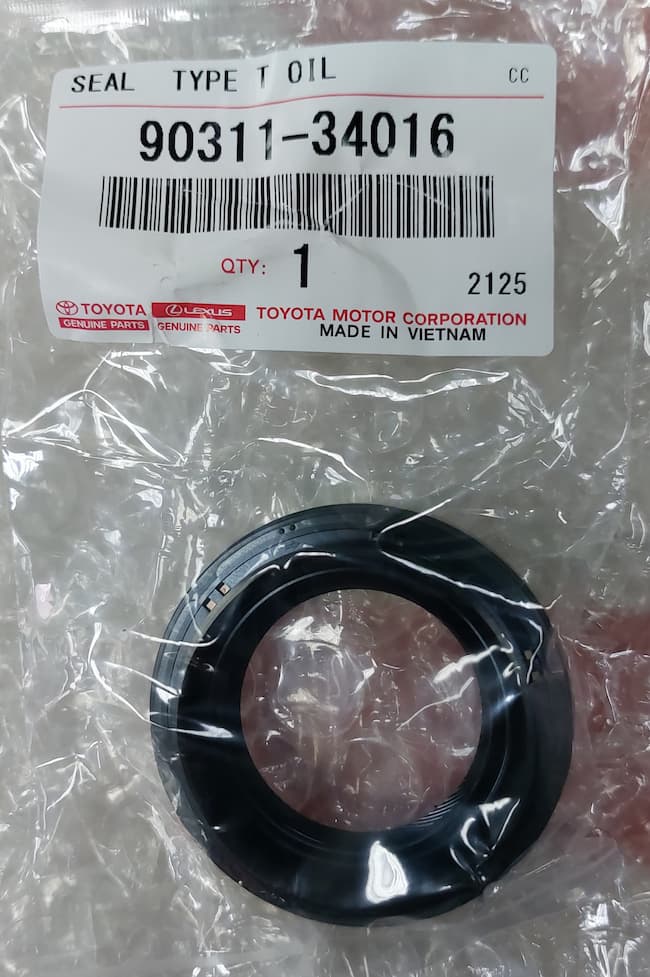 SEAL TYPE T OIL CC
90311-34016
QTY: 1
2125
TOYOTA LEXUS TOYOTA MOTOR CORPORATION
GENUINE PARTS GENUINE PARTS MADE IN VIETNAM